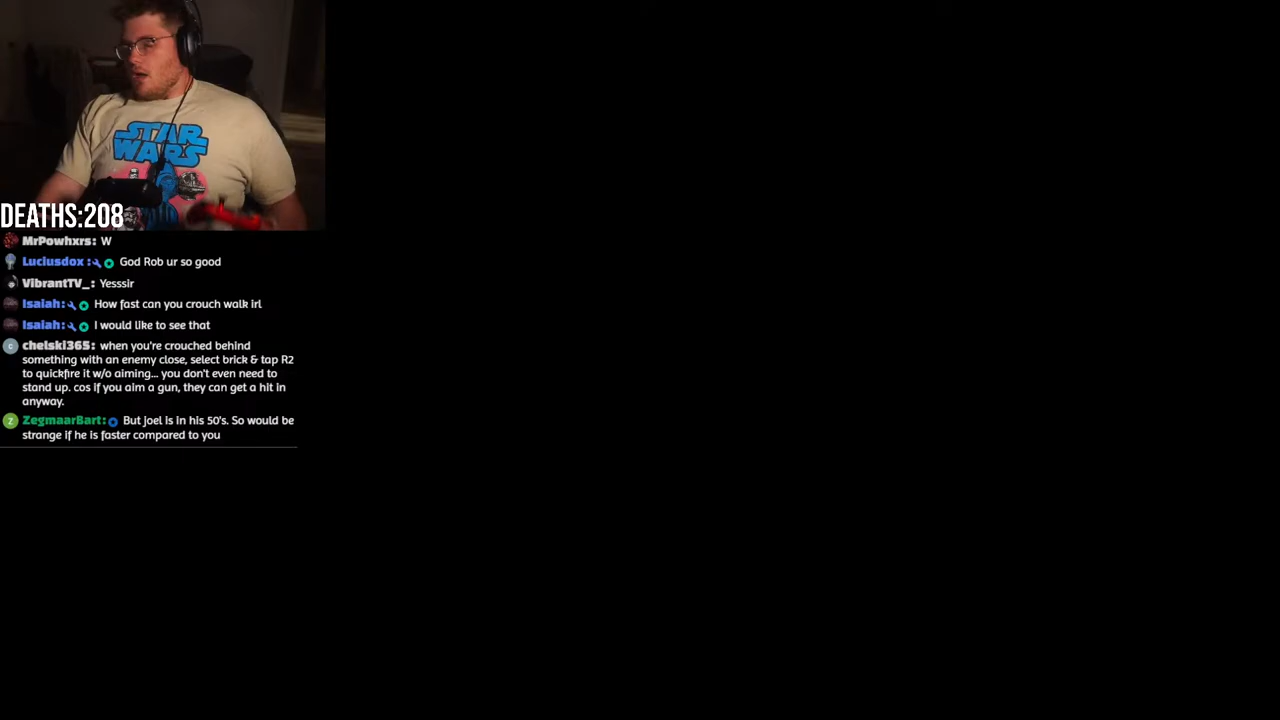 STAR
WARS
DEATHS:208
MrPowhxrs: W
Luciusdox : God Rob ur so good
VibrantTV_: Yesssir
Isaiah: How fast can you crouch walk irl
Isaiah: I would like to see that
chelski365: when you're crouched behind
something with an enemy close, select brick & tap R2
to quickfire it w/o aiming... you don't even need to
stand up. cos if you aim a gun, they can get a hit in
anyway.
ZegmaarBart: But Joel is in his 50's. So would be
strange if he is faster compared to you